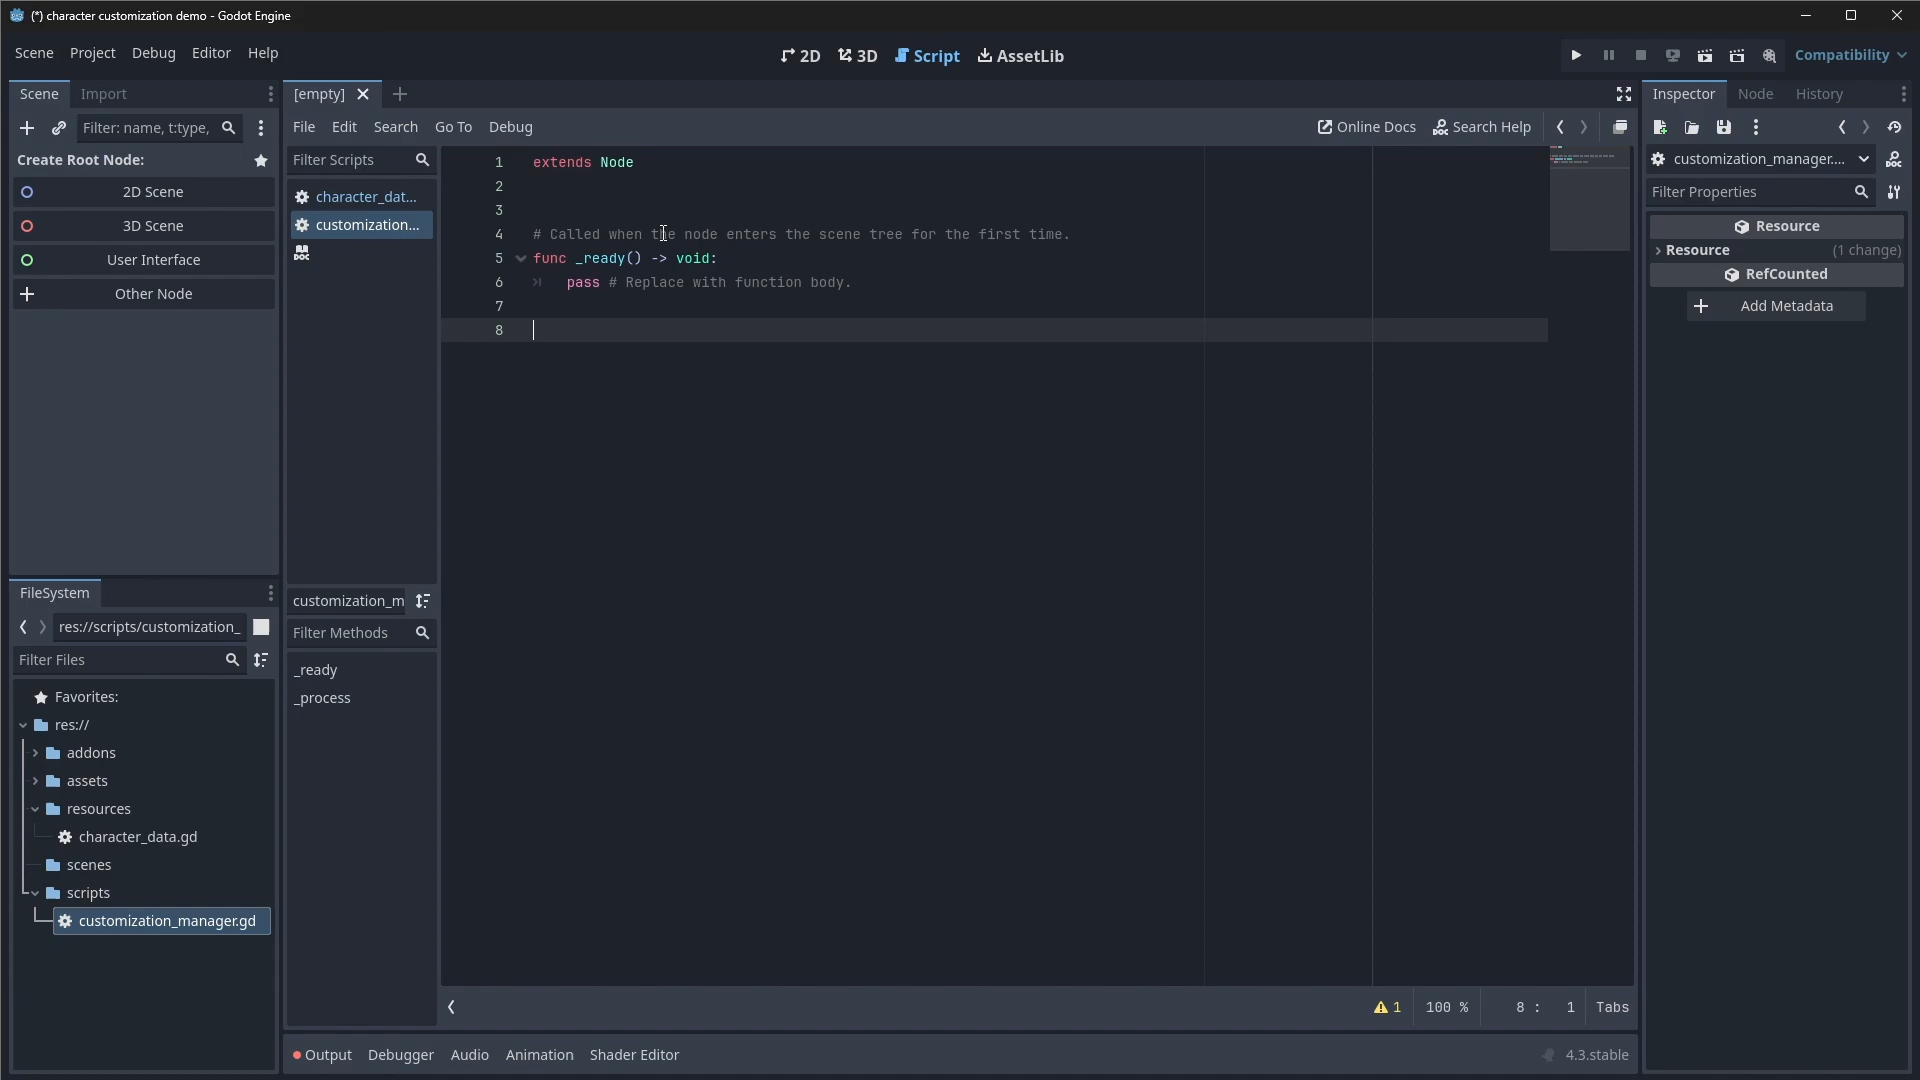 (*) character customization demo - Godot Engine
Scene Project Debug Editor Help
2D 3D Script AssetLib
Compatibility
Scene Import
Filter: name, t:type,
Create Root Node:
2D Scene
3D Scene
User Interface
Other Node
[empty]
File Edit Search Go To Debug
Online Docs Search Help
Filter Scripts
character_dat...
customization...
customization_m
Filter Methods
_ready
_process
1 extends Node
2
3
4 # Called when the node enters the scene tree for the first time.
5 func _ready() -> void:
6 pass # Replace with function body.
7
8
1 100 % 8 : 1 Tabs
Output Debugger Audio Animation Shader Editor
4.3.stable
FileSystem
res://scripts/customization_
Filter Files
Favorites:
res://
addons
assets
resources
character_data.gd
scenes
scripts
customization_manager.gd
Inspector Node History
customization_manager....
DOC
Filter Properties
Resource
Resource (1 change)
RefCounted
Add Metadata